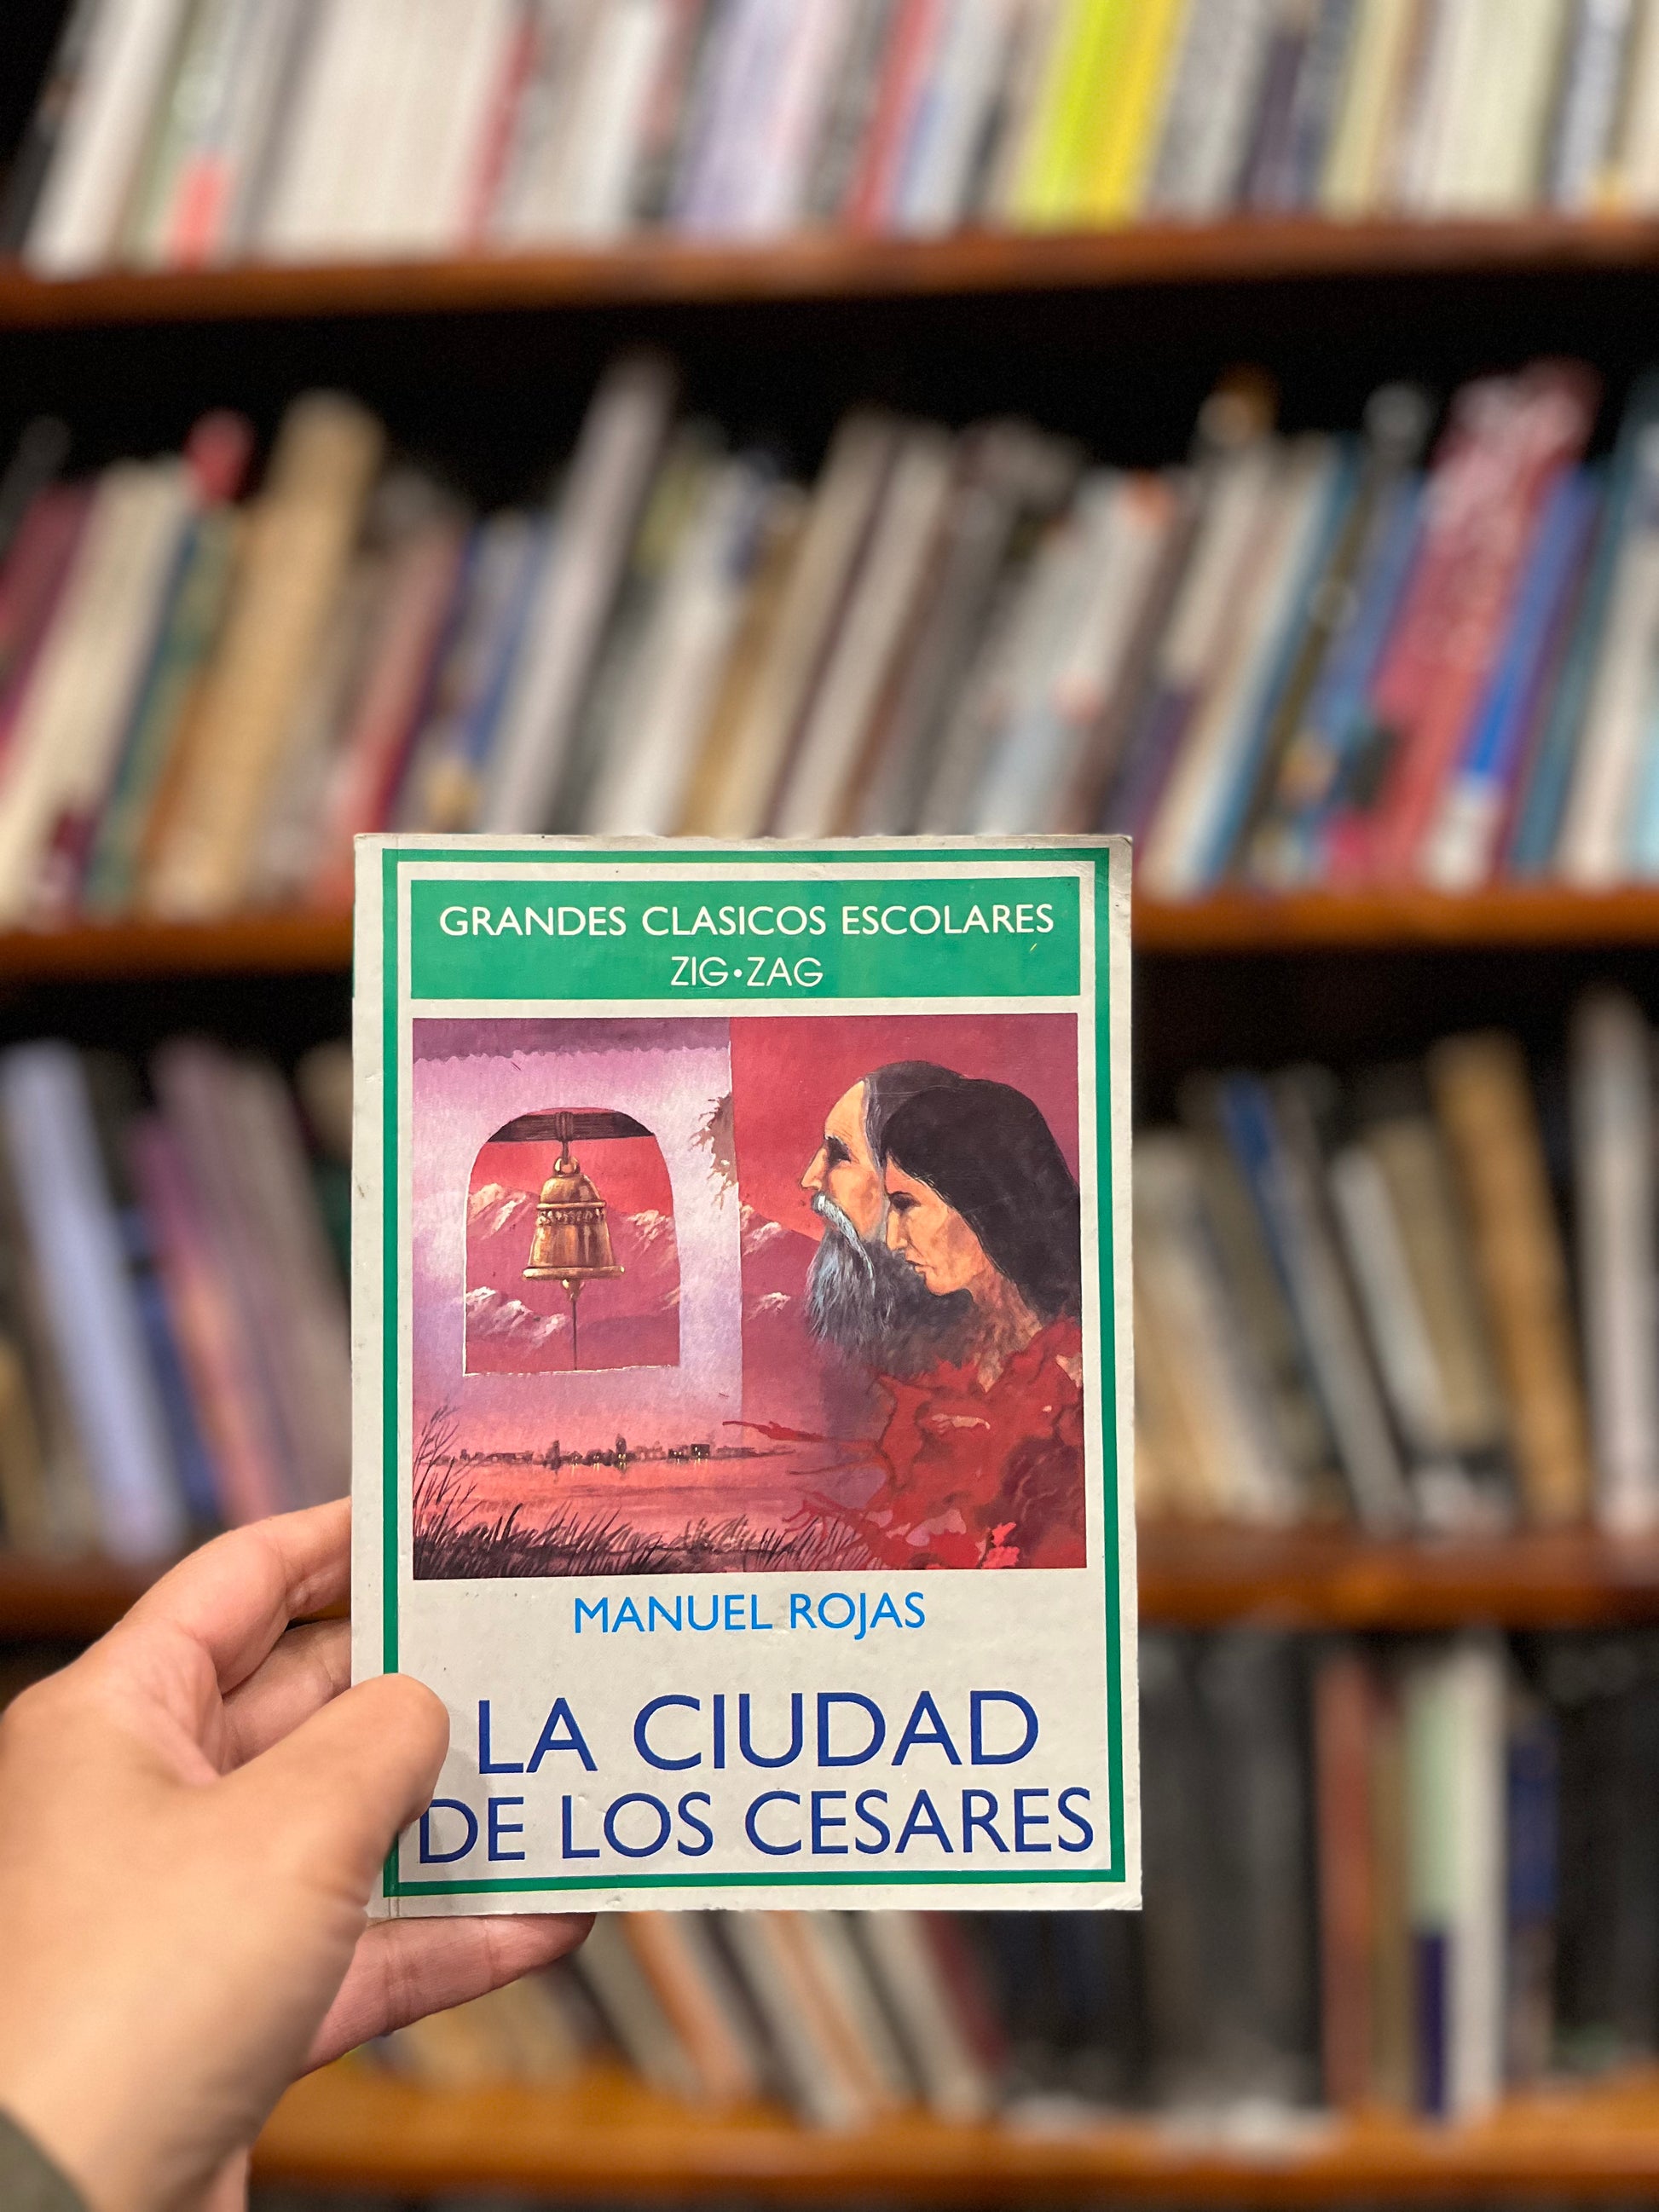 GRANDES CLASICOS ESCOLARES
ZIG•ZAG
MANUEL ROJAS
LA CIUDAD
DE LOS CESARES